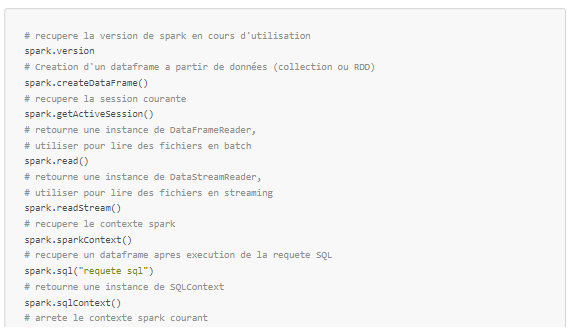 # recupere la version de spark en cours d'utilisation
spark.version
# Creation d'un dataframe a partir de données (collection ou RDD)
spark.createDataFrame()
# recupere la session courante
spark.getActiveSession()
# retourne une instance de DataFrameReader,
# utiliser pour lire des fichiers en batch
spark.read()
# retourne une instance de DataStreamReader,
# utiliser pour lire des fichiers en streaming
spark.readStream()
# recupere le contexte spark
spark.sparkContext()
# recupere un dataframe apres execution de la requete SQL
spark.sql("requete sql")
# retourne une instance de SQLContext
spark.sqlContext()
# arrete le contexte spark courant